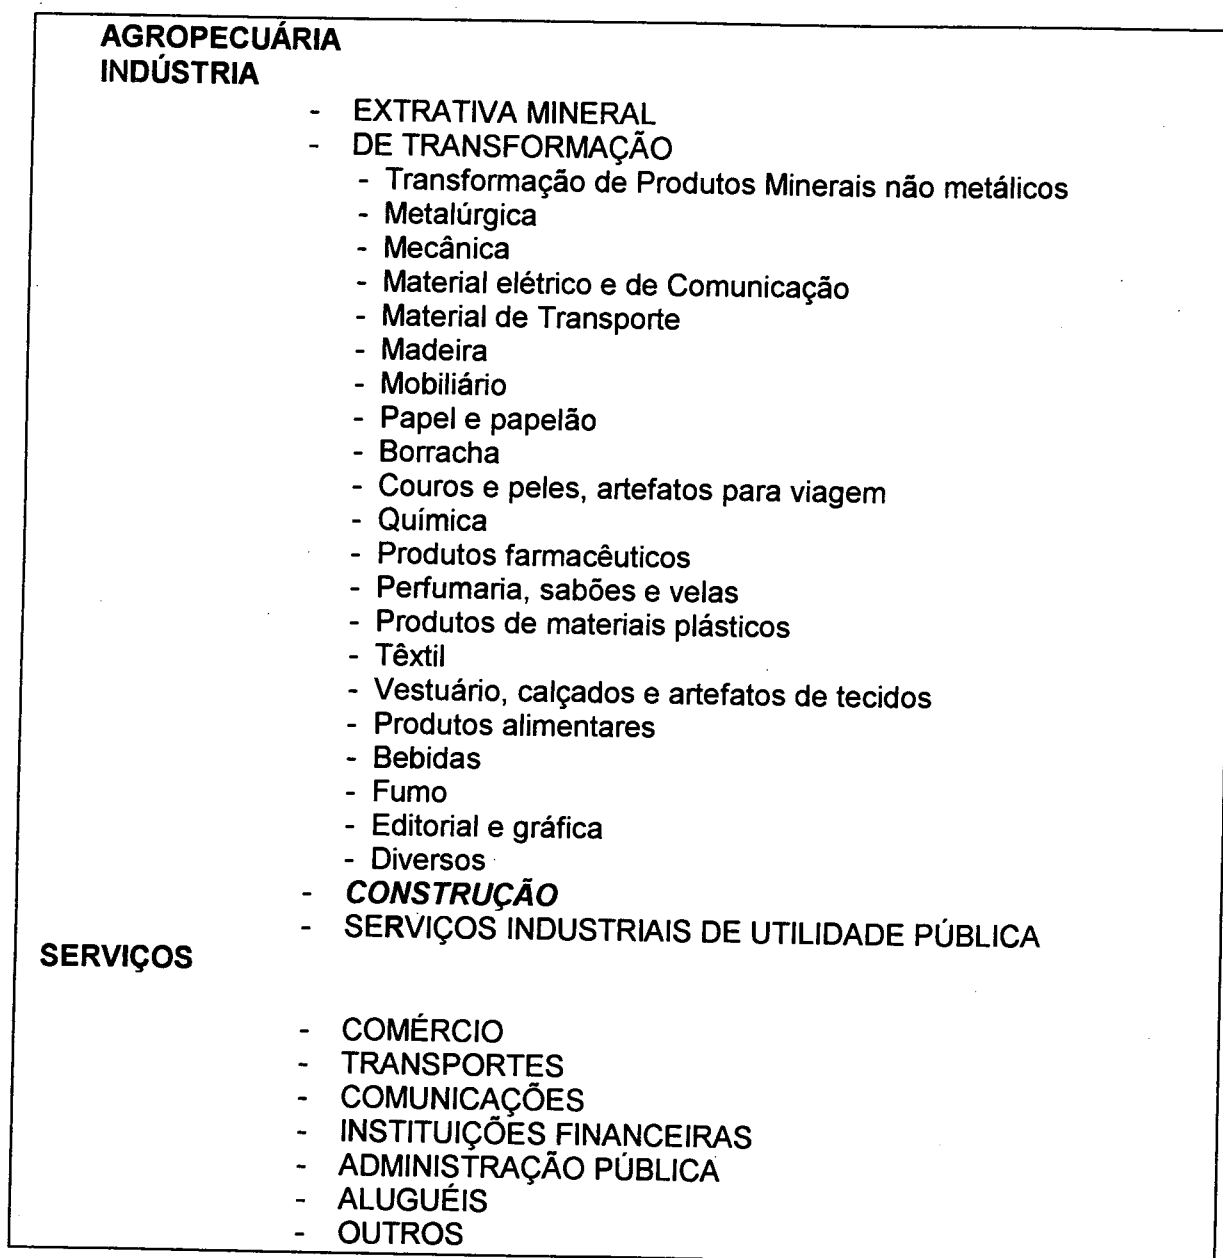 AGROPECUÁRIA
INDÚSTRIA
- EXTRATIVA MINERAL
- DE TRANSFORMAÇÃO
- Transformação de Produtos Minerais não metálicos
- Metalúrgica
- Mecânica
- Material elétrico e de Comunicação
- Material de Transporte
- Madeira
- Mobiliário
- Papel e papelão
- Borracha
- Couros e peles, artefatos para viagem
- Química
- Produtos farmacêuticos
- Perfumaria, sabões e velas
- Produtos de materiais plásticos
- Têxtil
- Vestuário, calçados e artefatos de tecidos
- Produtos alimentares
- Bebidas
- Fumo
- Editorial e gráfica
- Diversos
- CONSTRUÇÃO
- SERVIÇOS INDUSTRIAIS DE UTILIDADE PÚBLICA
SERVIÇOS
- COMÉRCIO
- TRANSPORTES
- COMUNICAÇÕES
- INSTITUIÇÕES FINANCEIRAS
- ADMINISTRAÇÃO PÚBLICA
- ALUGUÉIS
- OUTROS